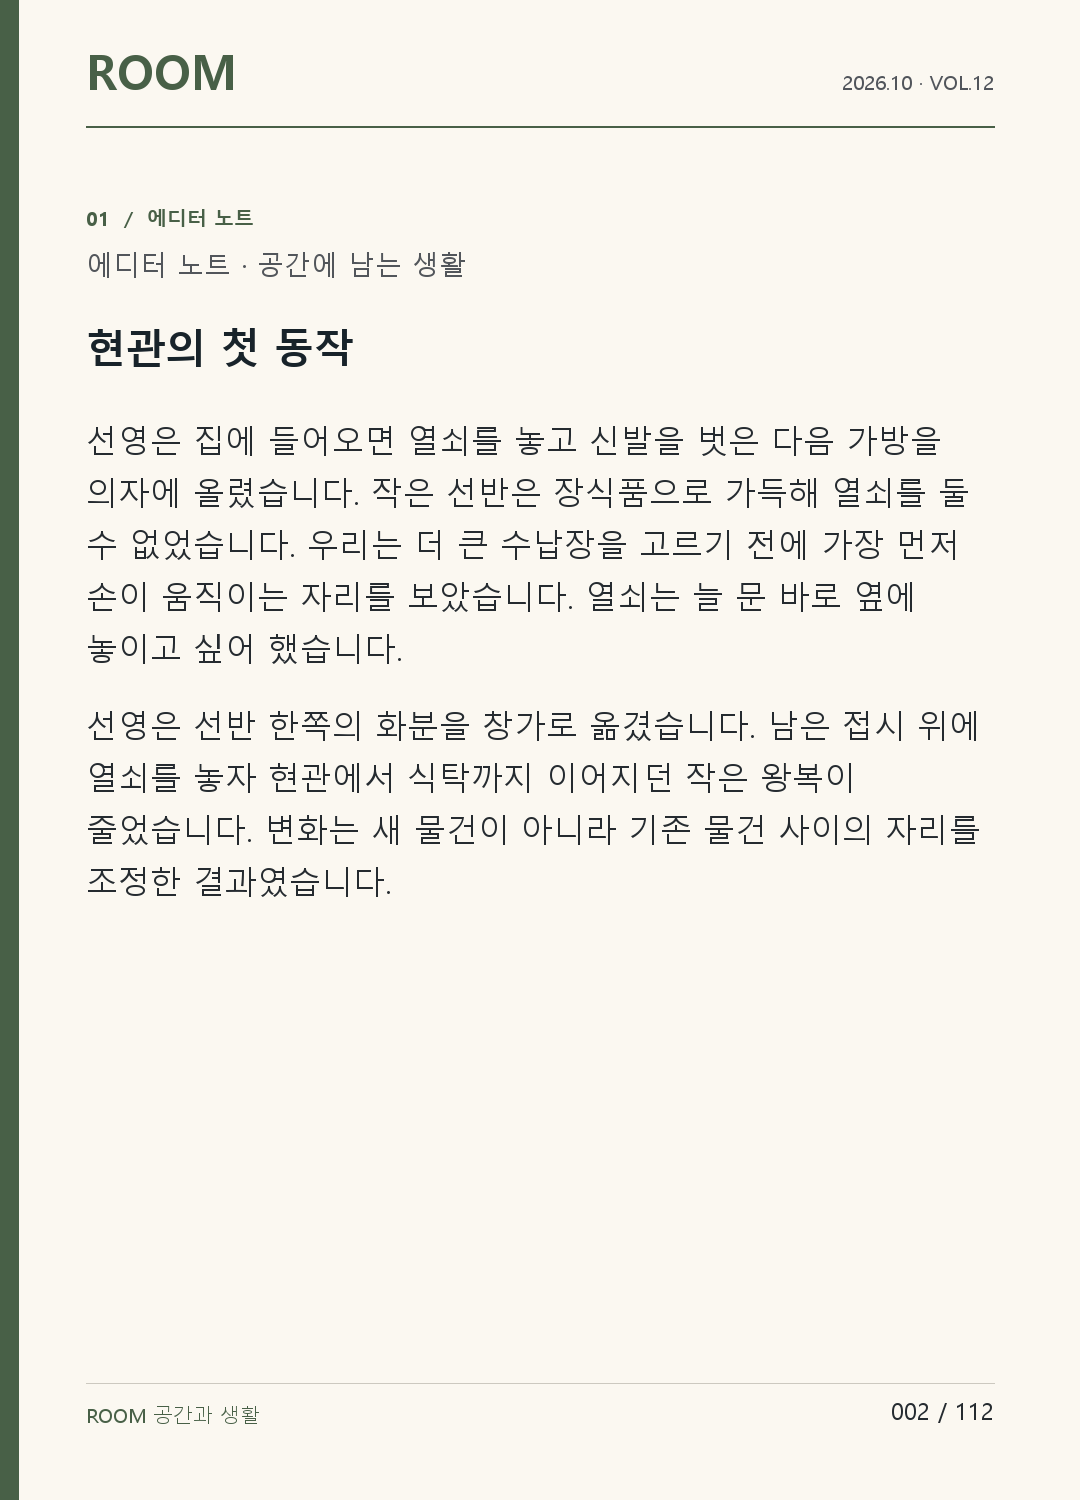 ROOM
2026.10 · VOL.12
01 / 에디터 노트
에디터 노트 · 공간에 남는 생활
현관의 첫 동작
선영은 집에 들어오면 열쇠를 놓고 신발을 벗은 다음 가방을
의자에 올렸습니다. 작은 선반은 장식품으로 가득해 열쇠를 둘
수 없었습니다. 우리는 더 큰 수납장을 고르기 전에 가장 먼저
손이 움직이는 자리를 보았습니다. 열쇠는 늘 문 바로 옆에
놓이고 싶어 했습니다.
선영은 선반 한쪽의 화분을 창가로 옮겼습니다. 남은 접시 위에
열쇠를 놓자 현관에서 식탁까지 이어지던 작은 왕복이
줄었습니다. 변화는 새 물건이 아니라 기존 물건 사이의 자리를
조정한 결과였습니다.
ROOM 공간과 생활
002 / 112